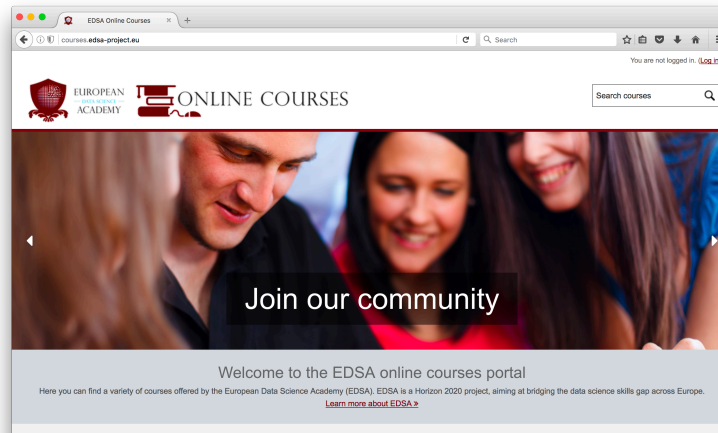 EDSA Online Courses
courses.edsa-project.eu
Search
You are not logged in. (Log in
EUROPEAN
DATA SCIENCE
ACADEMY
ONLINE COURSES
Search courses
Join our community
Welcome to the EDSA online courses portal
Here you can find a variety of courses offered by the European Data Science Academy (EDSA). EDSA is a Horizon 2020 project, aiming at bridging the data science skills gap across Europe.
Learn more about EDSA »